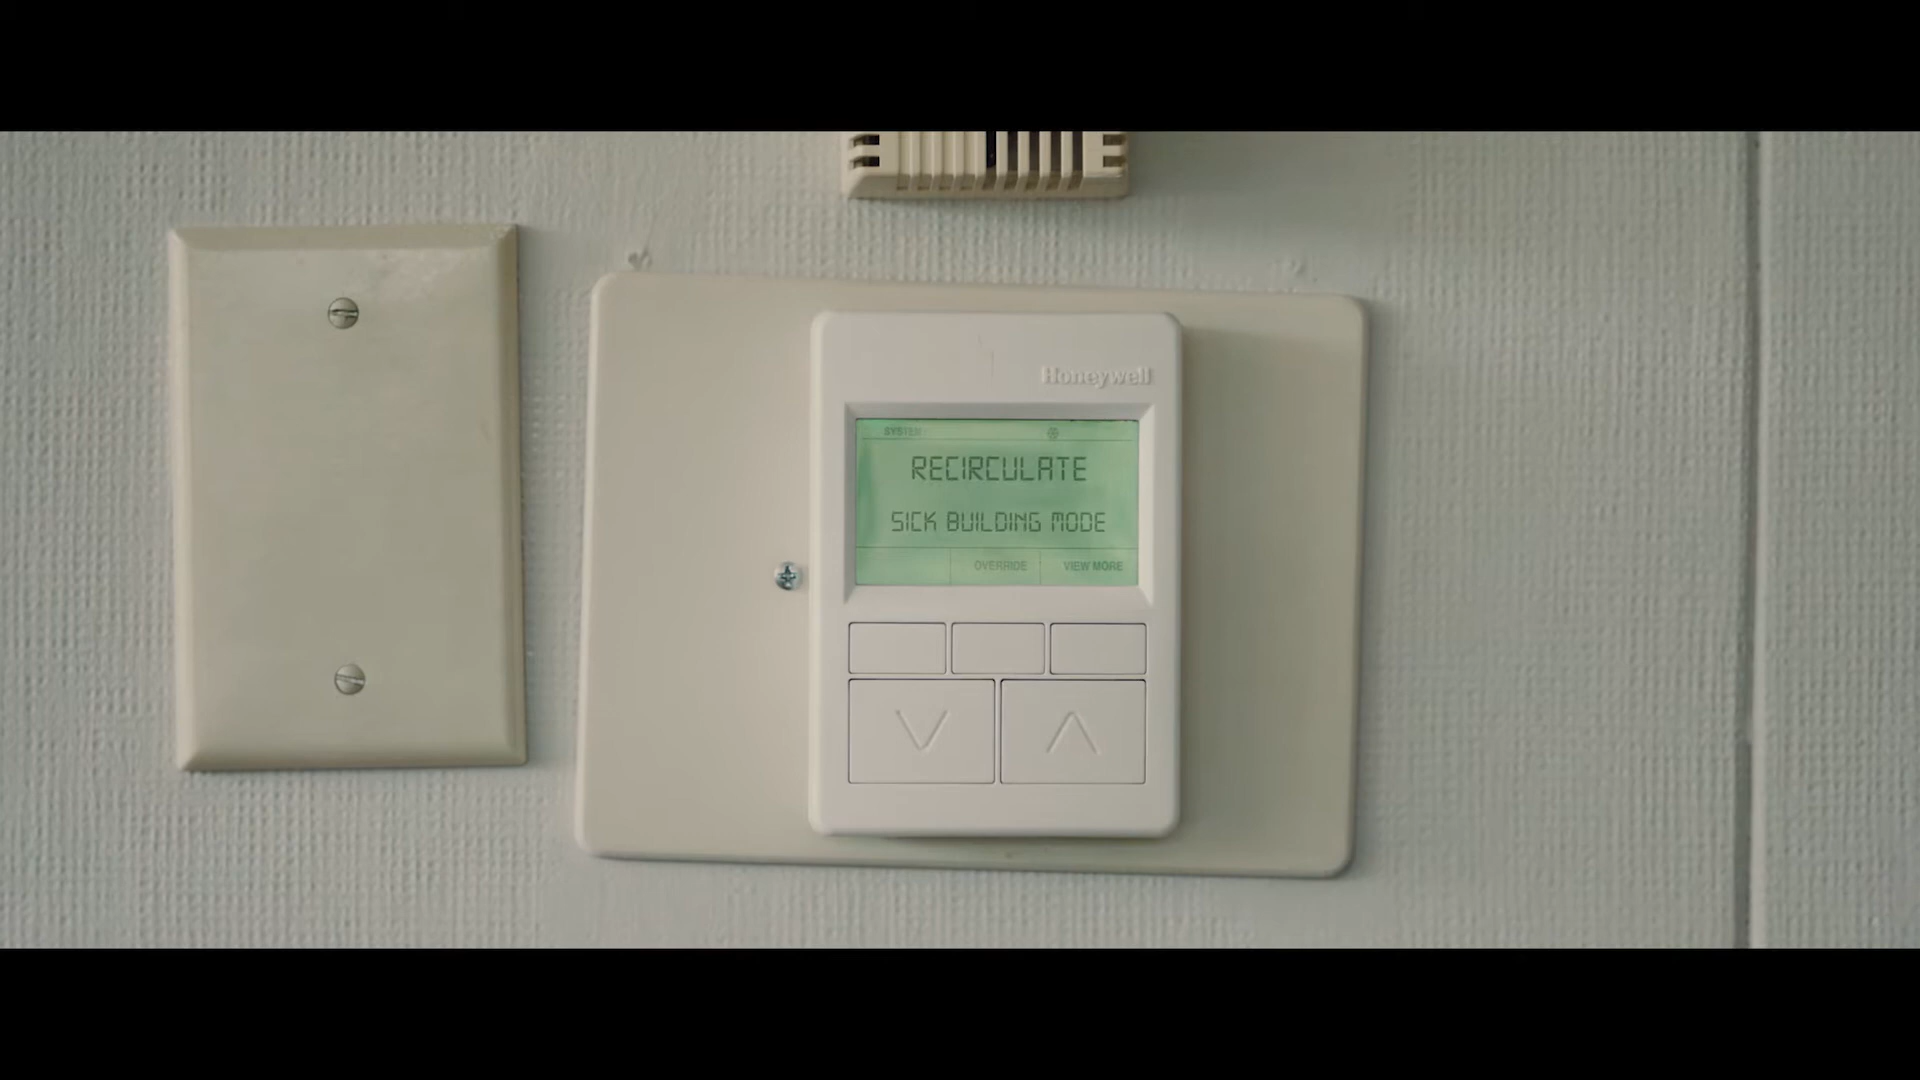 Honeywell
SYSTEM:
RECIRCULATE
SICK BUILDING MODE
OVERRIDE VIEW MORE